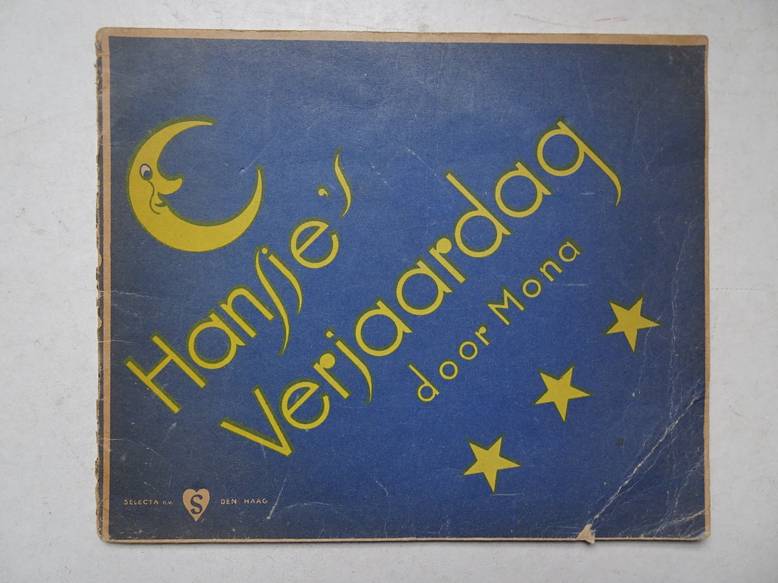 Hansje's
Verjaardag
door Mona
SELECTA N.V. S DEN HAAG